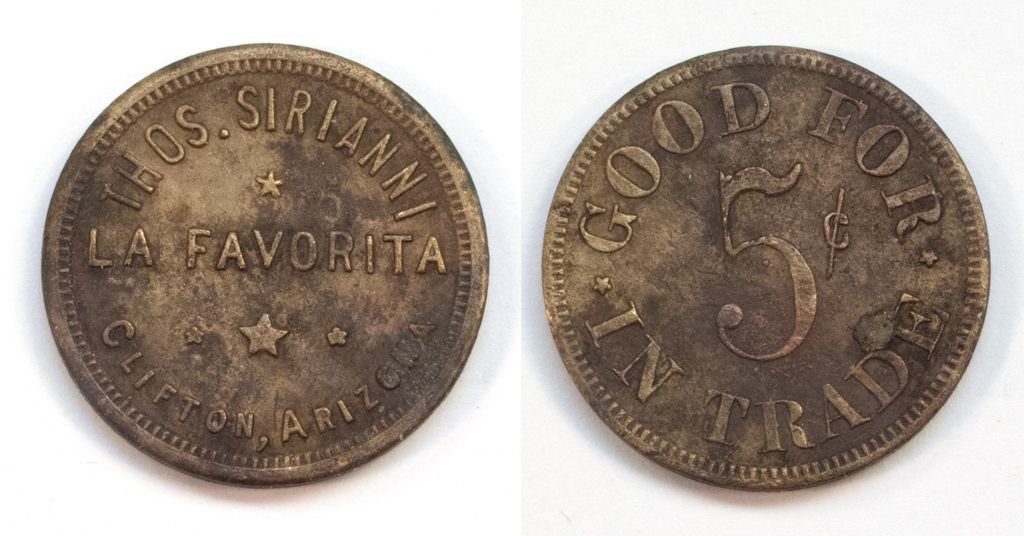 THOS. SIRIANNI
LA FAVORITA
CLIFTON, ARIZONA
GOOD FOR
5¢
IN TRADE